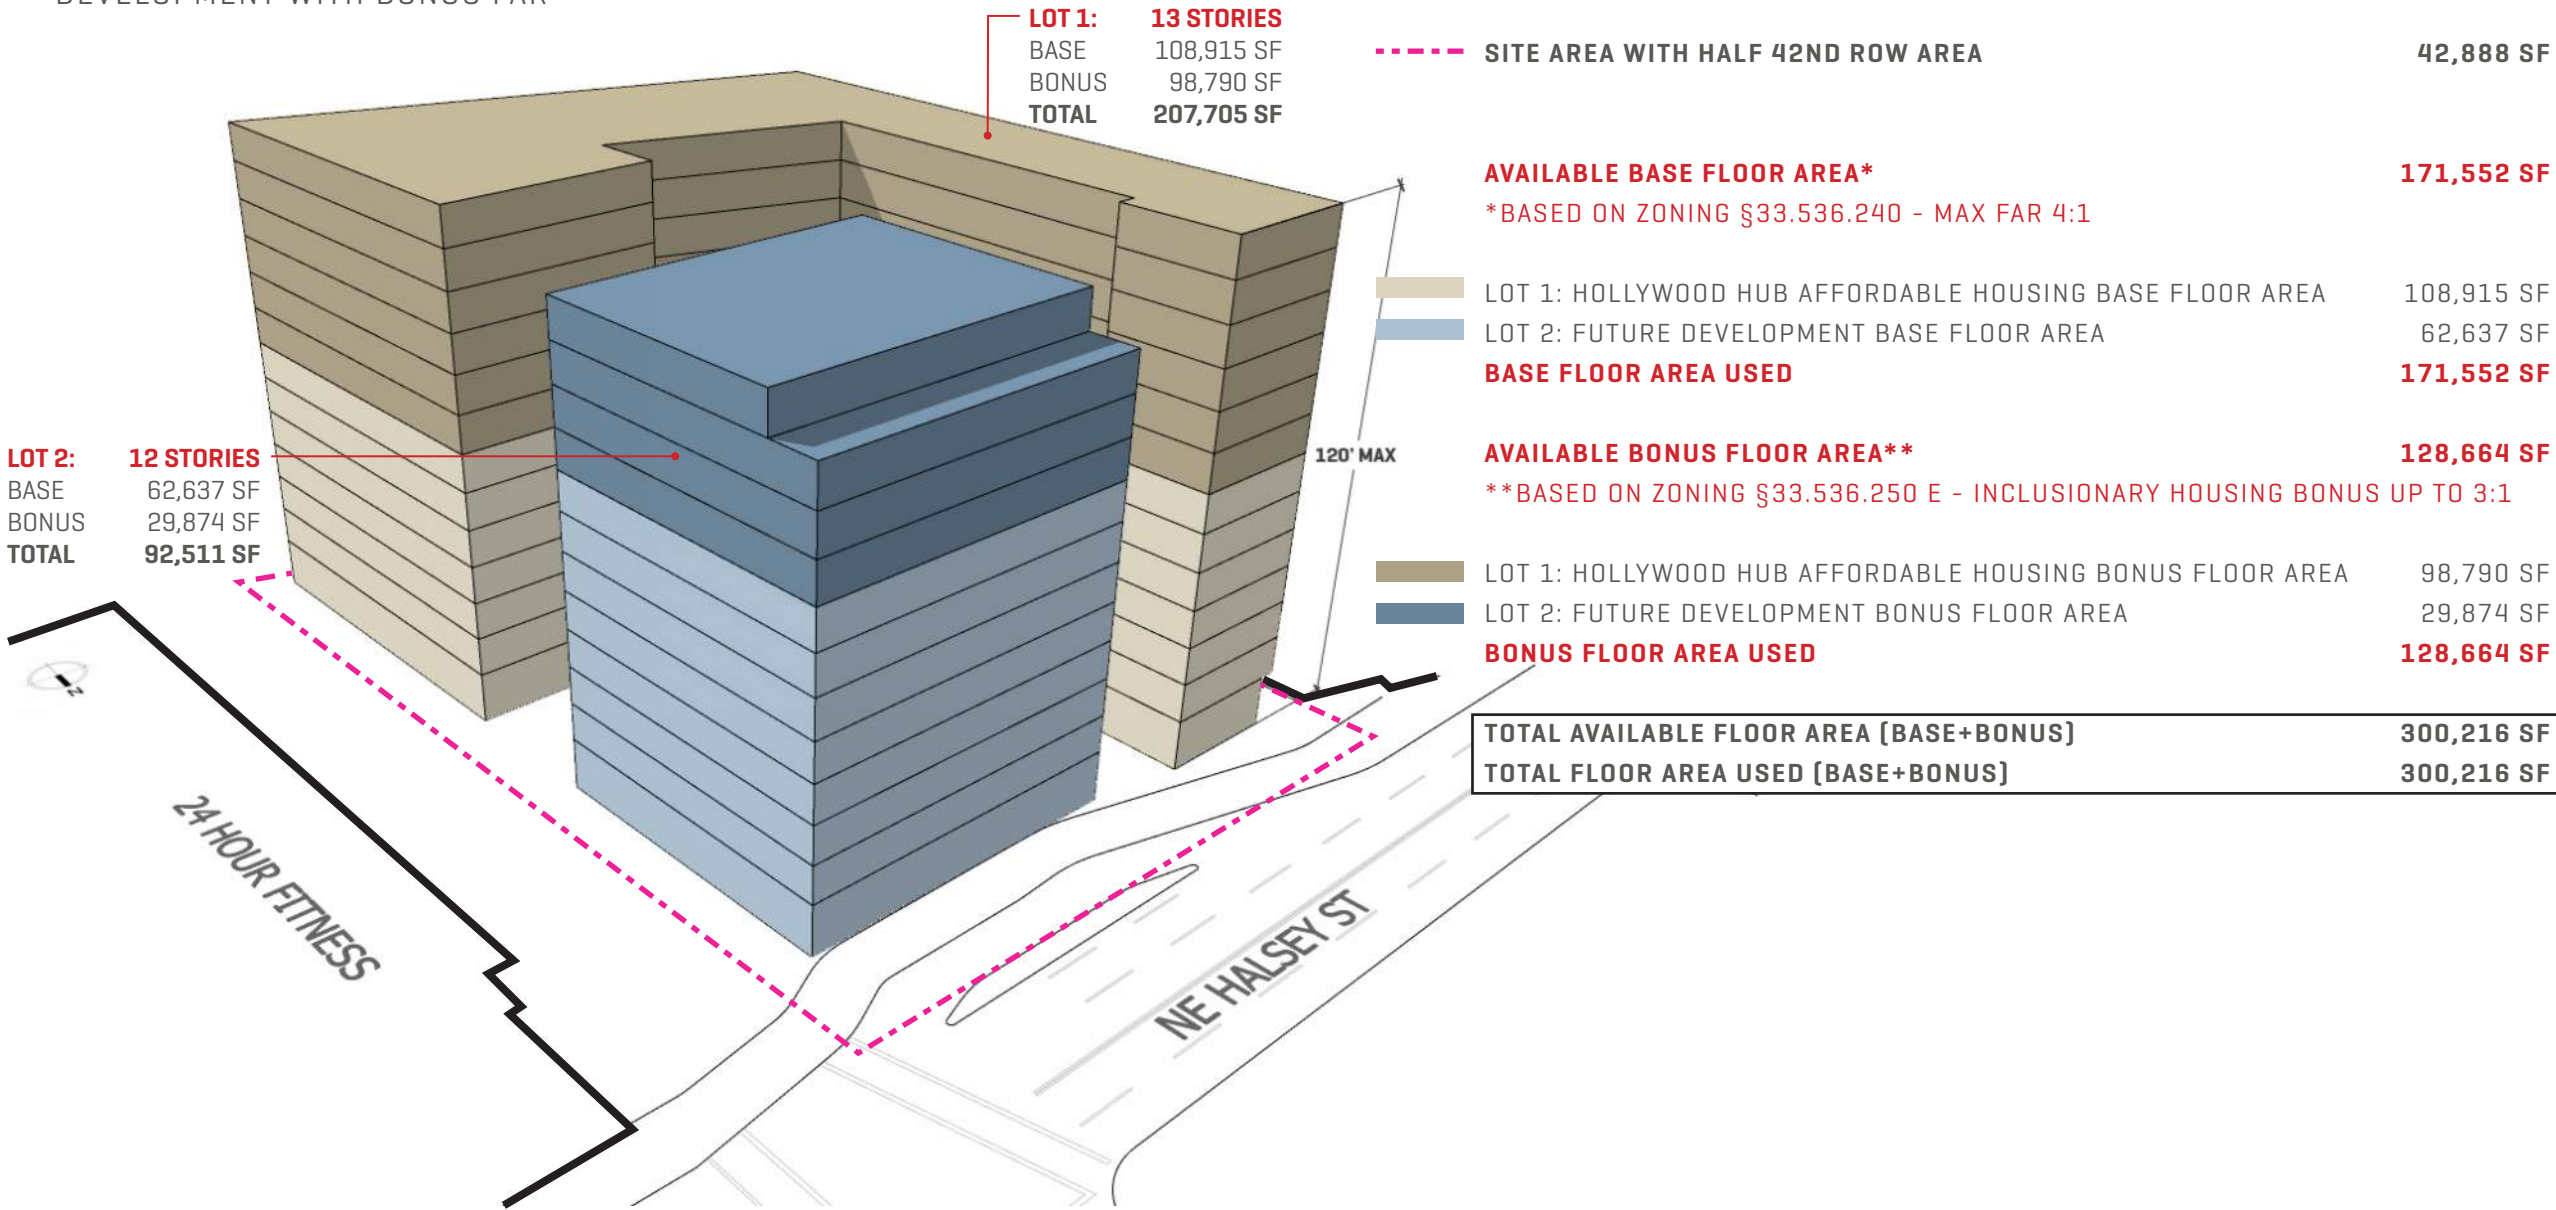 DEVELOPMENT WITH BONUS FAR
LOT 1: 13 STORIES
BASE 108,915 SF
BONUS 98,790 SF
TOTAL 207,705 SF
SITE AREA WITH HALF 42ND ROW AREA 42,888 SF
AVAILABLE BASE FLOOR AREA* 171,552 SF
*BASED ON ZONING §33.536.240 - MAX FAR 4:1
LOT 1: HOLLYWOOD HUB AFFORDABLE HOUSING BASE FLOOR AREA 108,915 SF
LOT 2: FUTURE DEVELOPMENT BASE FLOOR AREA 62,637 SF
BASE FLOOR AREA USED 171,552 SF
LOT 2: 12 STORIES
BASE 62,637 SF
BONUS 29,874 SF
TOTAL 92,511 SF
120' MAX
AVAILABLE BONUS FLOOR AREA** 128,664 SF
**BASED ON ZONING §33.536.250 E - INCLUSIONARY HOUSING BONUS UP TO 3:1
LOT 1: HOLLYWOOD HUB AFFORDABLE HOUSING BONUS FLOOR AREA 98,790 SF
LOT 2: FUTURE DEVELOPMENT BONUS FLOOR AREA 29,874 SF
BONUS FLOOR AREA USED 128,664 SF
TOTAL AVAILABLE FLOOR AREA (BASE+BONUS) 300,216 SF
TOTAL FLOOR AREA USED (BASE+BONUS) 300,216 SF
N
24 HOUR FITNESS
NE HALSEY ST